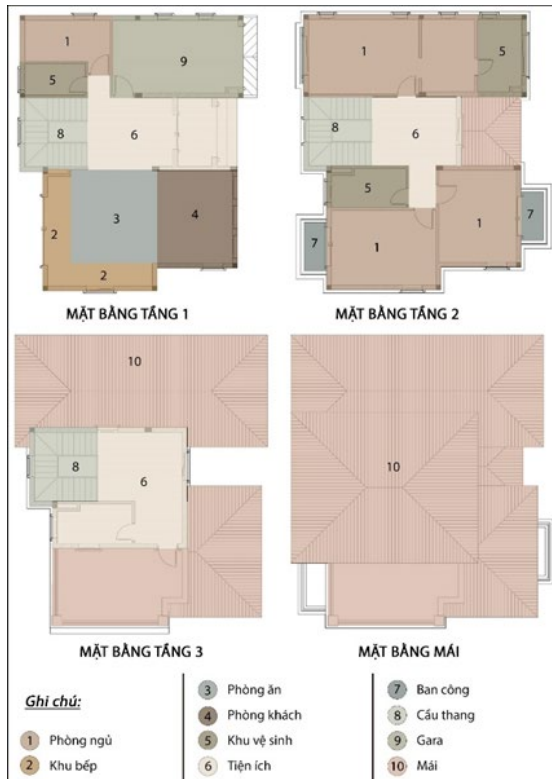 1
9
5
8
6
3
4
2
2
MẶT BẰNG TẦNG 1
1
5
8
6
5
7
1
1
7
MẶT BẰNG TẦNG 2
10
8
6
MẶT BẰNG TẦNG 3
10
MẶT BẰNG MÁI
Ghi chú:
1 Phòng ngủ
2 Khu bếp
3 Phòng ăn
4 Phòng khách
5 Khu vệ sinh
6 Tiện ích
7 Ban công
8 Cầu thang
9 Gara
10 Mái